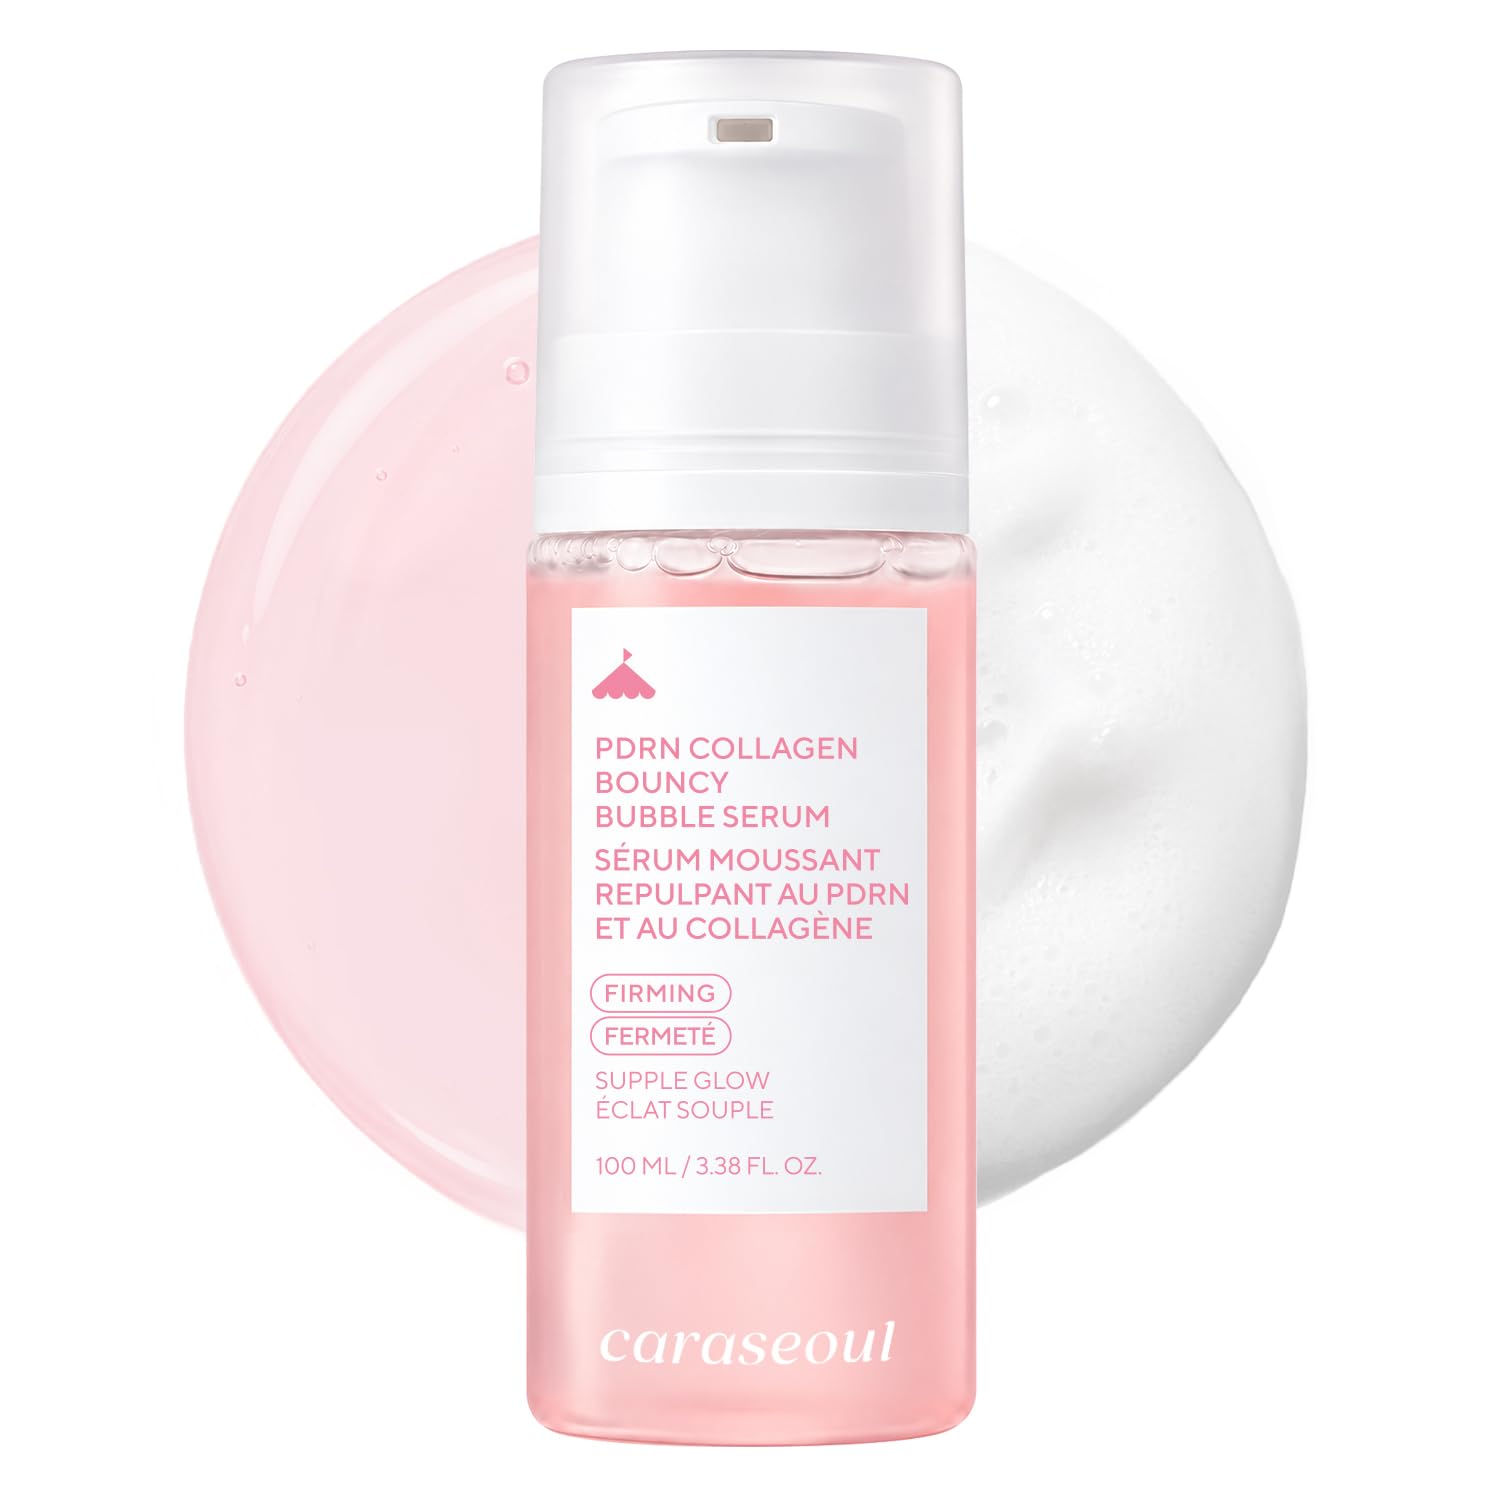 PDRN COLLAGEN
BOUNCY
BUBBLE SERUM
SÉRUM MOUSSANT
REPULPANT AU PDRN
ET AU COLLAGÈNE
FIRMING
FERMETÉ
SUPPLE GLOW
ÉCLAT SOUPLE
100 ML / 3.38 FL. OZ.
caraseoul